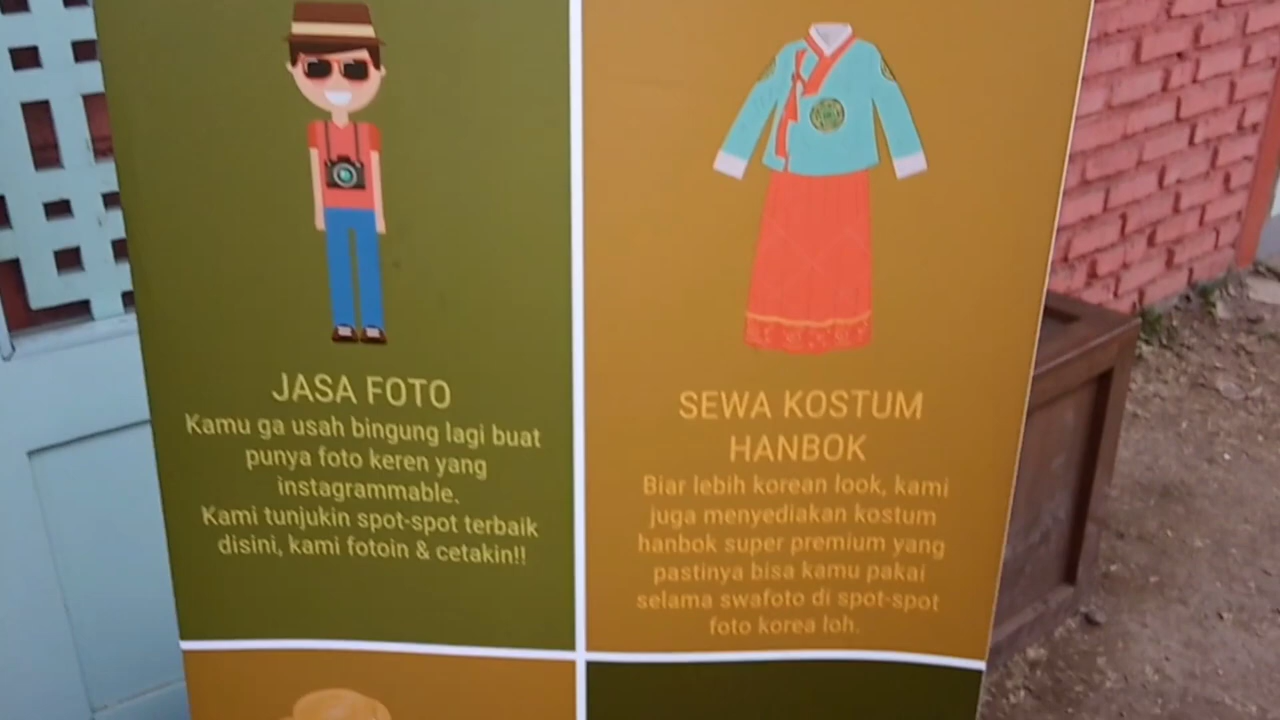 JASA FOTO
Kamu ga usah bingung lagi buat
punya foto keren yang
instagrammable.
Kami tunjukin spot-spot terbaik
disini, kami fotoin & cetakin!!
SEWA KOSTUM
HANBOK
Biar lebih korean look, kami
juga menyediakan kostum
hanbok super premium yang
pastinya bisa kamu pakai
selama swafoto di spot-spot
foto korea loh.